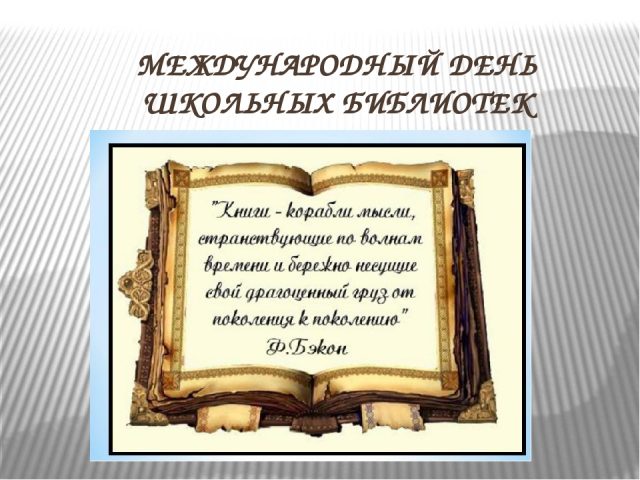 МЕЖДУНАРОДНЫЙ ДЕНЬ
ШКОЛЬНЫХ БИБЛИОТЕК
"Книги - корабли мысли,
странствующие по волнам
времени и бережно несущие
свой драгоценный груз от
поколения к поколению"
Ф.Бэкон